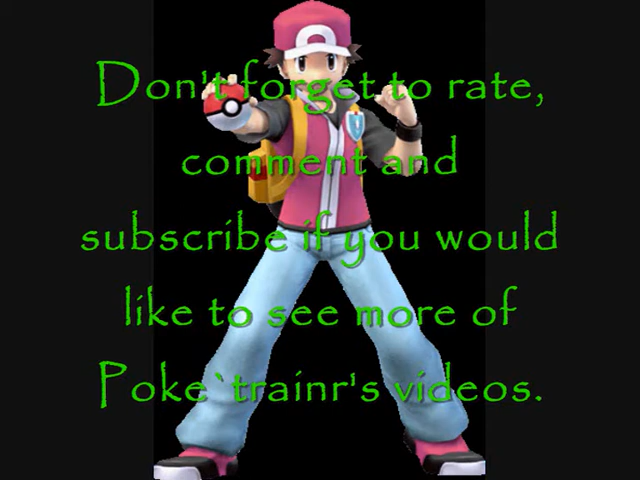 Don't forget to rate,
comment and
subscribe if you would
like to see more of
Poke`trainr's videos.